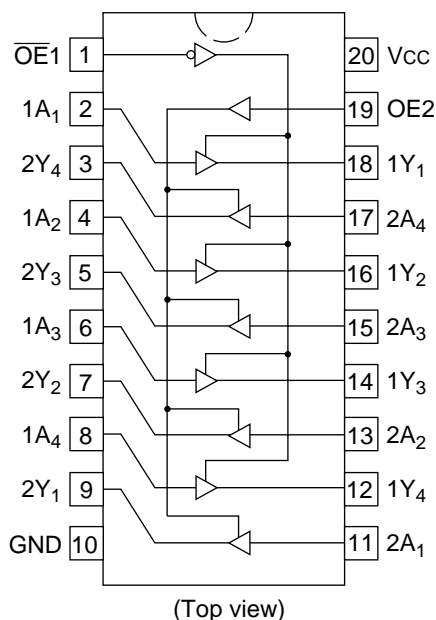 OE1 1 20 Vcc
1A1 2 19 OE2
2Y4 3 18 1Y1
1A2 4 17 2A4
2Y3 5 16 1Y2
1A3 6 15 2A3
2Y2 7 14 1Y3
1A4 8 13 2A2
2Y1 9 12 1Y4
GND 10 11 2A1
(Top view)